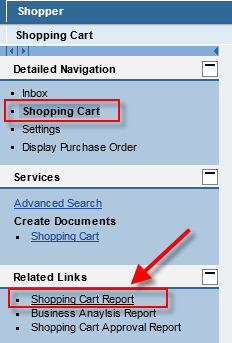 Shopper
Shopping Cart
Detailed Navigation
Inbox
Shopping Cart
Settings
Display Purchase Order
Services
Advanced Search
Create Documents
Shopping Cart
Related Links
Shopping Cart Report
Business Anaylsis Report
Shopping Cart Approval Report